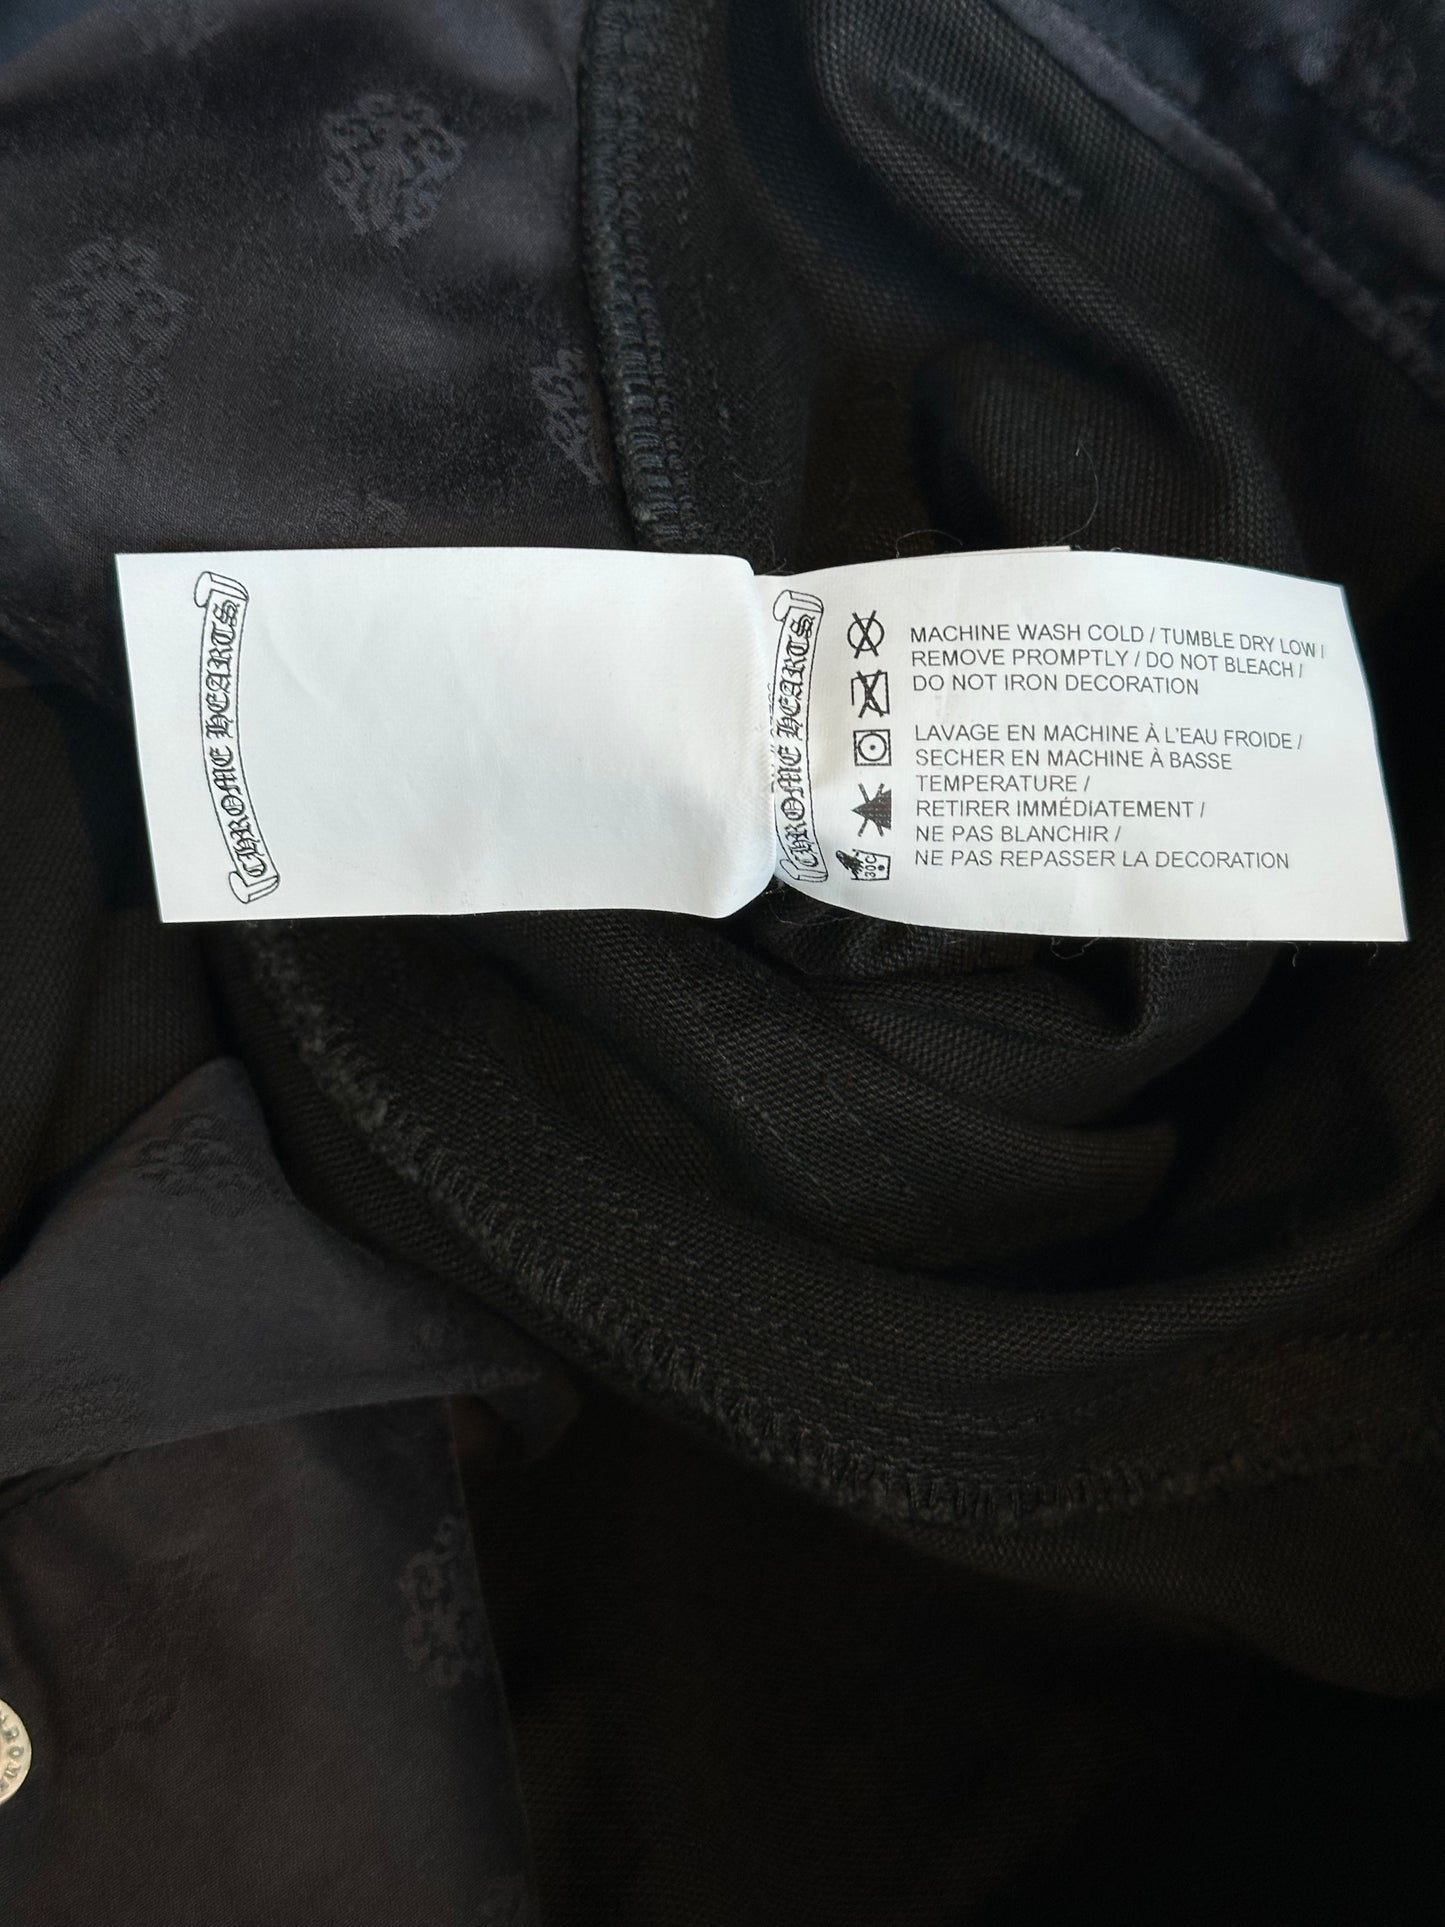 CHROME HEARTS
CHROME HEARTS
MACHINE WASH COLD / TUMBLE DRY LOW /
REMOVE PROMPTLY / DO NOT BLEACH /
DO NOT IRON DECORATION
LAVAGE EN MACHINE À L'EAU FROIDE /
SECHER EN MACHINE À BASSE
TEMPERATURE /
RETIRER IMMÉDIATEMENT /
NE PAS BLANCHIR /
NE PAS REPASSER LA DECORATION
30C